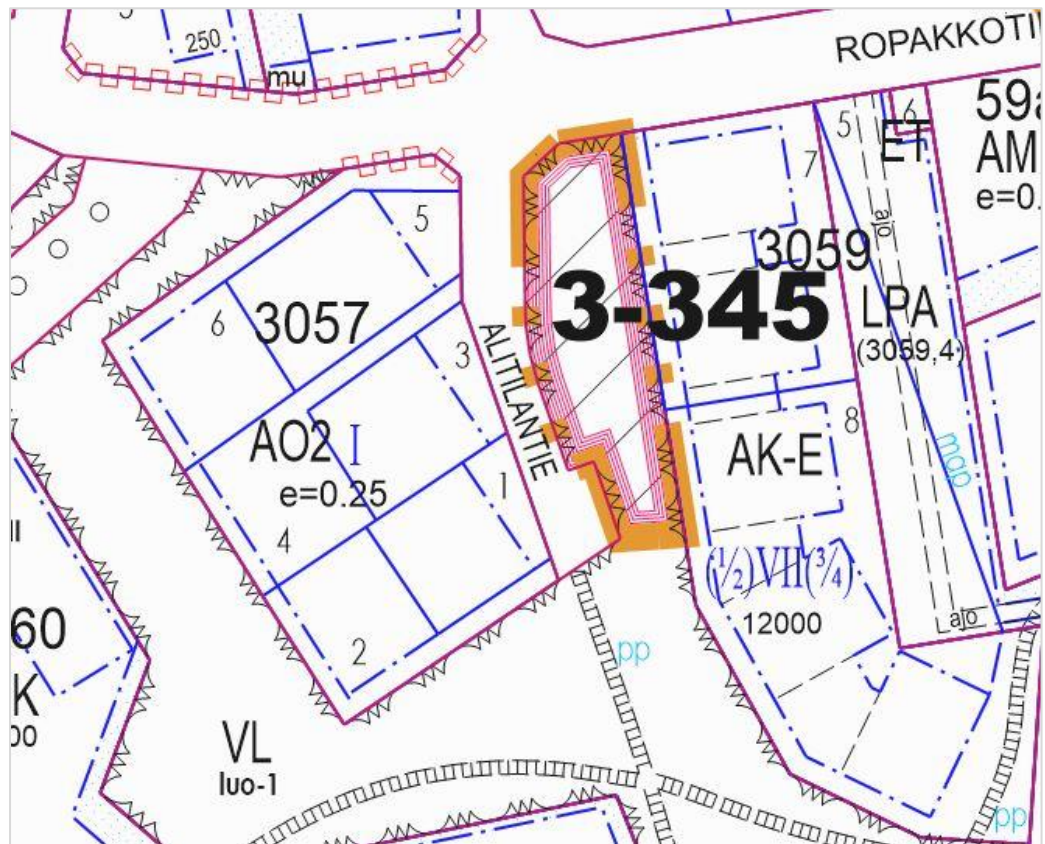 250
mu
ROPAKKOTI
5
6
59a
ET
AM
e=0.
7
5
ajo
3059
3-345
LPA
(3059,4)
6
3057
3
ALITILANTIE
AO2 I
e=0.25
1
8
AK-E
map
4
(½)VII(¾)
12000
ajo
60
2
pp
K
00
VL
luo-1
pp